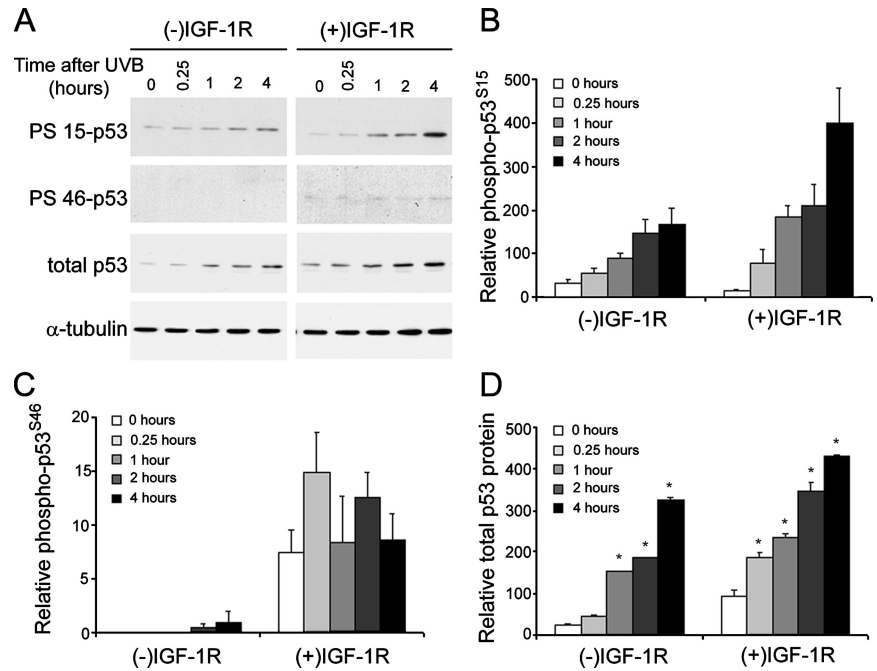 A
(-)IGF-1R
(+)IGF-1R
Time after UVB
(hours)
0 0.25 1 2 4
0 0.25 1 2 4
PS 15-p53
PS 46-p53
total p53
α-tubulin
B
Relative phospho-p53S15
500
400
300
200
100
0
0 hours
0.25 hours
1 hour
2 hours
4 hours
(-)IGF-1R
(+)IGF-1R
C
Relative phospho-p53S46
20
15
10
5
0
0 hours
0.25 hours
1 hour
2 hours
4 hours
(-)IGF-1R
(+)IGF-1R
D
Relative total p53 protein
500
400
300
200
100
0
0 hours
0.25 hours
1 hour
2 hours
4 hours
* * *
* * * *
(-)IGF-1R
(+)IGF-1R